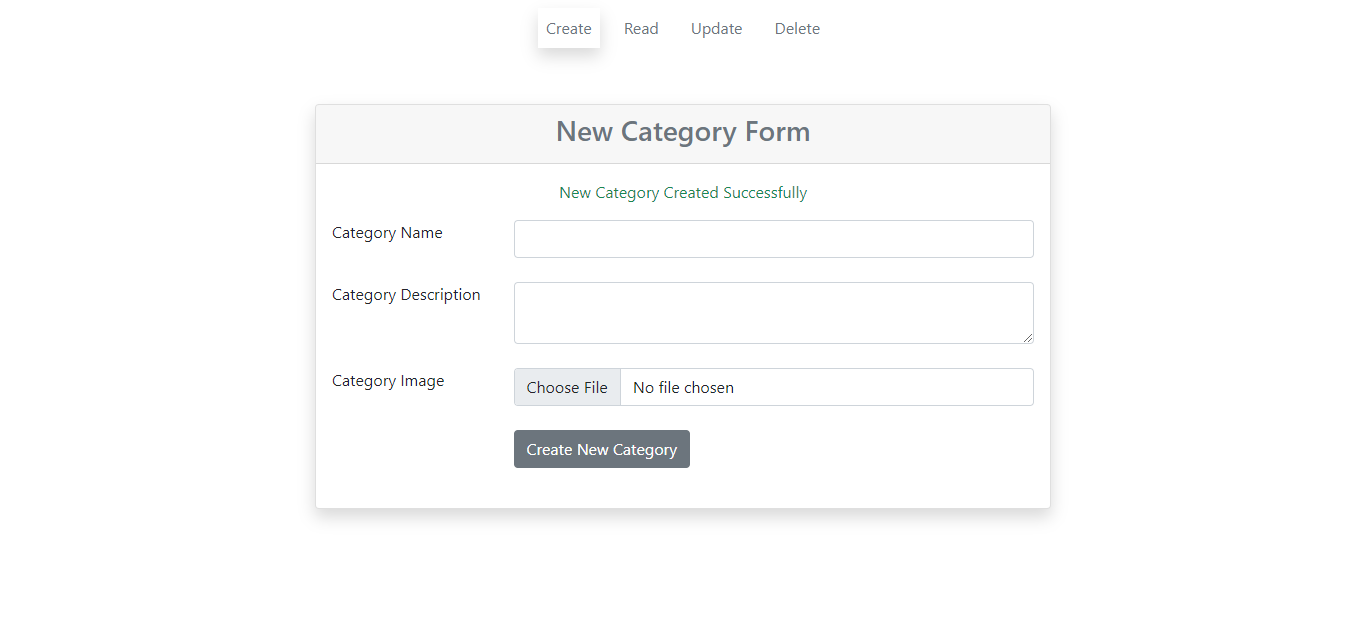 Create Read Update Delete
New Category Form
New Category Created Successfully
Category Name
Category Description
Category Image Choose File No file chosen
Create New Category